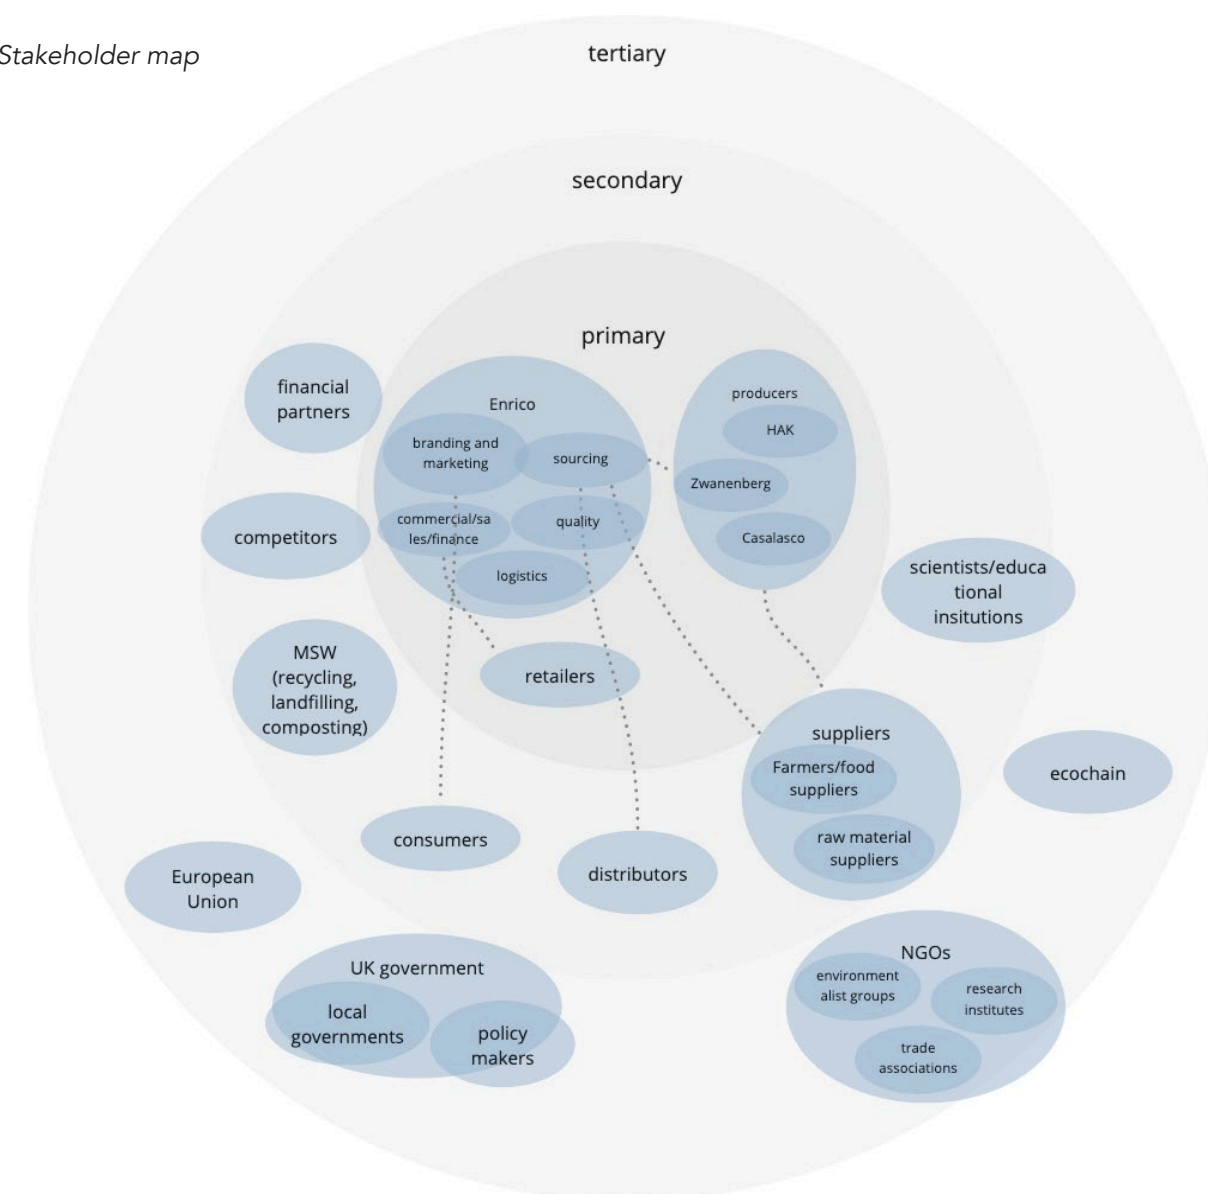 Stakeholder map
tertiary
secondary
primary
financial
partners
Enrico
branding and
marketing
sourcing
commercial/sa
les/finance
quality
logistics
producers
HAK
Zwanenberg
Casalasco
competitors
scientists/educa
tional
insitutions
MSW
(recycling,
landfilling,
composting)
retailers
suppliers
Farmers/food
suppliers
raw material
suppliers
ecochain
consumers
distributors
European
Union
UK government
local
governments
policy
makers
NGOs
environment
alist groups
research
institutes
trade
associations